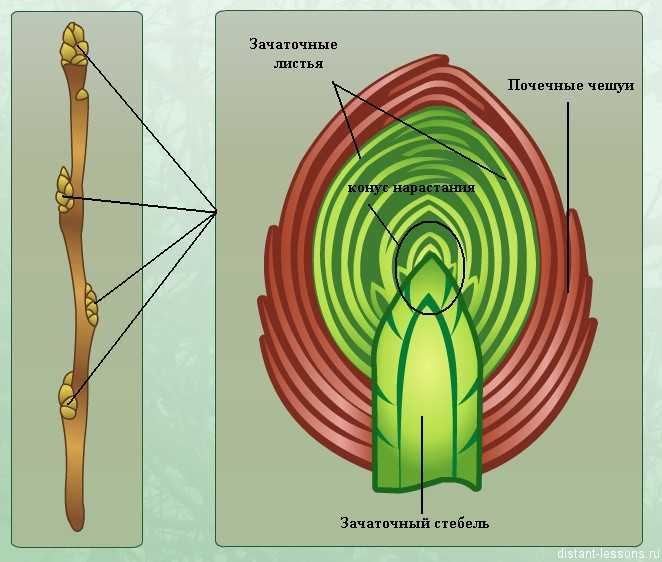 Зачаточные
листья
Почечные чешуи
конус нарастания
Зачаточный стебель
distant-lessons.ru